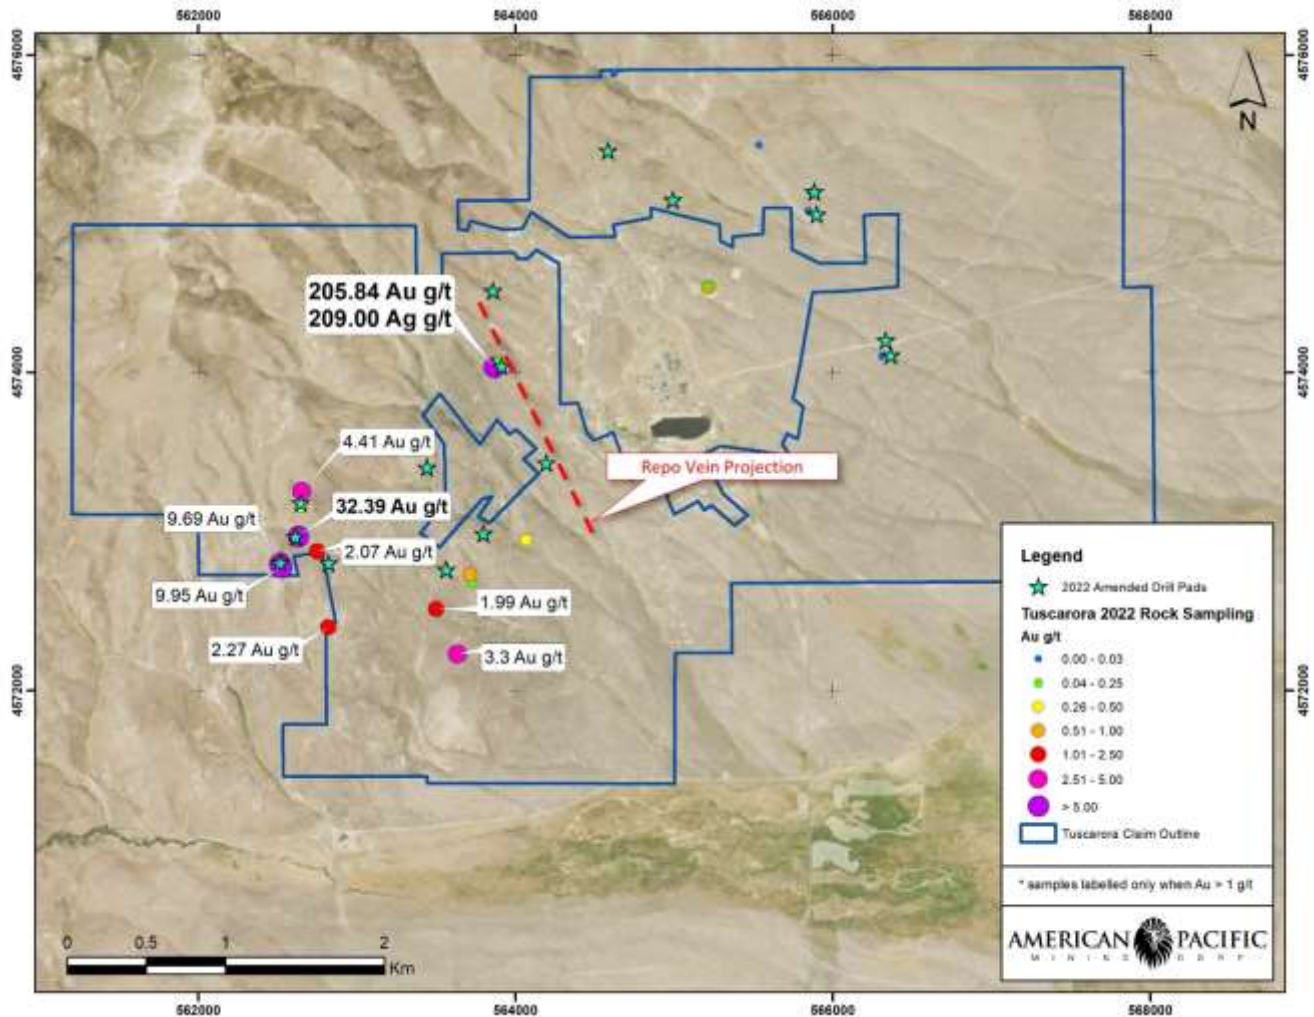 562000
564000
566000
568000
4576000
4576000
N
205.84 Au g/t
209.00 Ag g/t
4574000
4574000
4.41 Au g/t
Repo Vein Projection
32.39 Au g/t
9.69 Au g/t
2.07 Au g/t
9.95 Au g/t
1.99 Au g/t
2.27 Au g/t
3.3 Au g/t
4572000
4572000
Legend
2022 Amended Drill Pads
Tuscarora 2022 Rock Sampling
Au g/t
0.00 - 0.03
0.04 - 0.25
0.26 - 0.50
0.51 - 1.00
1.01 - 2.50
2.51 - 5.00
> 5.00
Tuscarora Claim Outline
* samples labelled only when Au > 1 g/t
AMERICAN PACIFIC
MINING CORP
0 0.5 1 2
Km
562000
564000
566000
568000